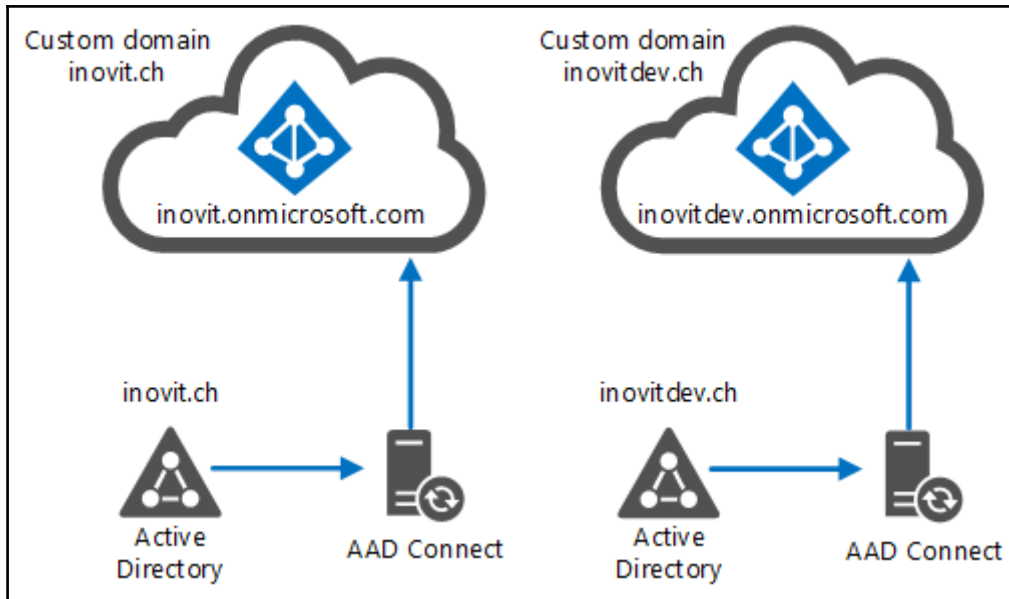 Custom domain
inovit.ch
inovit.onmicrosoft.com
Custom domain
inovitdev.ch
inovitdev.onmicrosoft.com
inovit.ch
Active
Directory
AAD Connect
inovitdev.ch
Active
Directory
AAD Connect